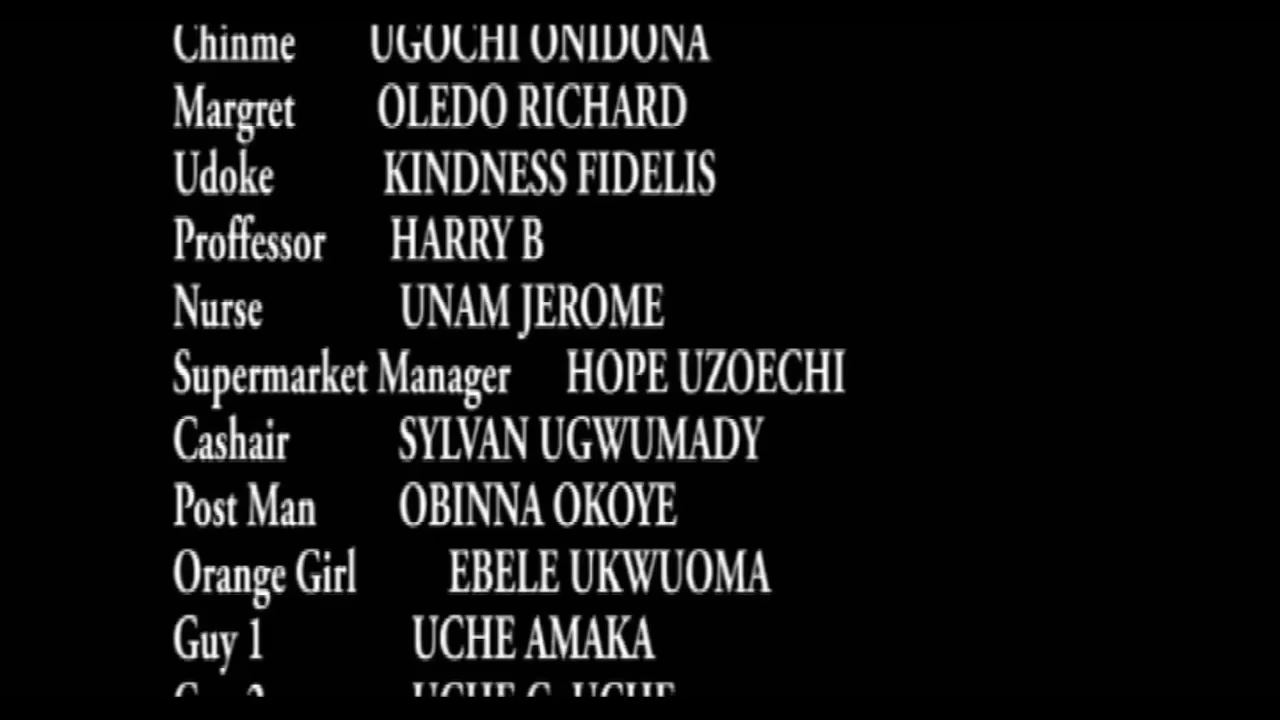 Chinme UGOCHI ONIDONA
Margret OLEDO RICHARD
Udoke KINDNESS FIDELIS
Proffessor HARRY B
Nurse UNAM JEROME
Supermarket Manager HOPE UZOECHI
Cashair SYLVAN UGWUMADY
Post Man OBINNA OKOYE
Orange Girl EBELE UKWUOMA
Guy 1 UCHE AMAKA